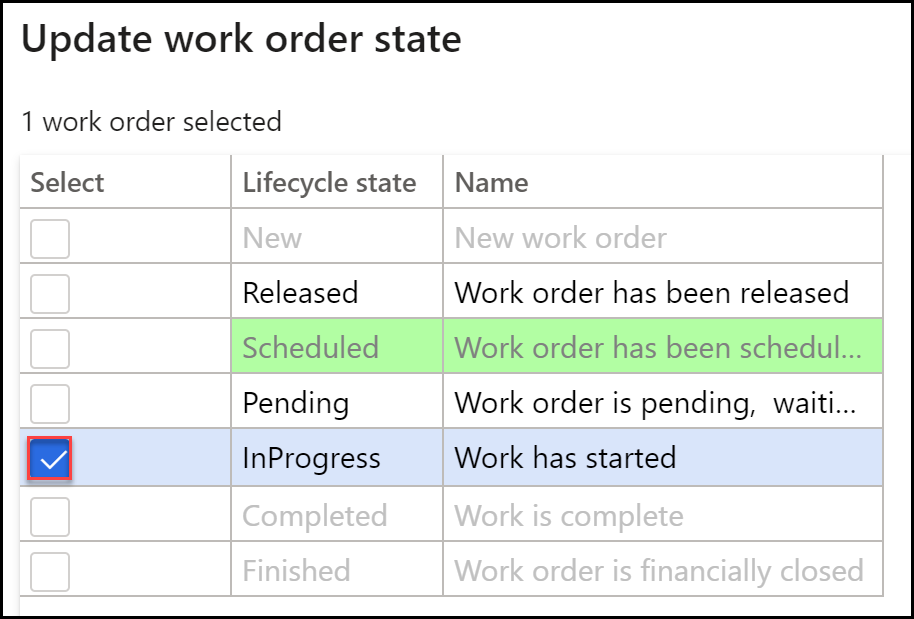 Update work order state
1 work order selected
Select Lifecycle state Name
New New work order
Released Work order has been released
Scheduled Work order has been schedul...
Pending Work order is pending,  waiti...
InProgress Work has started
Completed Work is complete
Finished Work order is financially closed